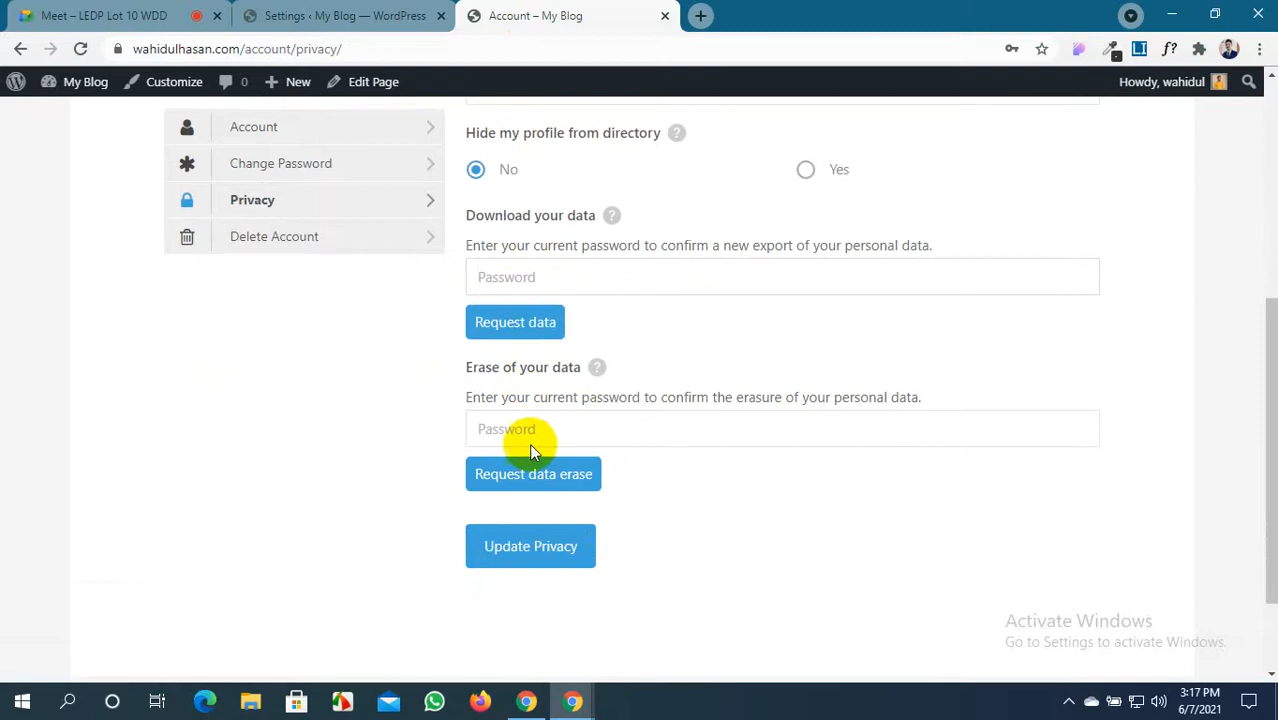 Meet – LEDP Lot 10 WDD
Settings ‹ My Blog — WordPress
Account – My Blog
wahidulhasan.com/account/privacy/
LI
f?
My Blog
Customize
0
New
Edit Page
Howdy, wahidul
Account
Change Password
Privacy
Delete Account
Hide my profile from directory ?
No
Yes
Download your data ?
Enter your current password to confirm a new export of your personal data.
Password
Request data
Erase of your data ?
Enter your current password to confirm the erasure of your personal data.
Password
Request data erase
Update Privacy
Activate Windows
Go to Settings to activate Windows.
3:17 PM
6/7/2021